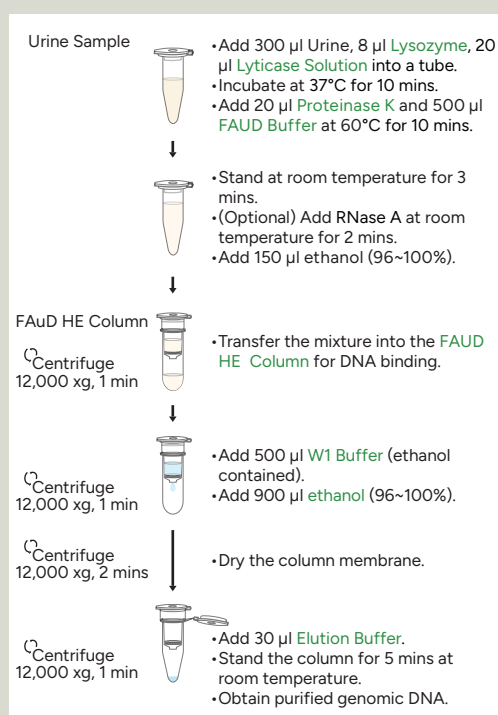 Urine Sample
•Add 300 µl Urine, 8 µl Lysozyme, 20
µl Lyticase Solution into a tube.
•Incubate at 37°C for 10 mins.
•Add 20 µl Proteinase K and 500 µl
FAUD Buffer at 60°C for 10 mins.
•Stand at room temperature for 3
mins.
•(Optional) Add RNase A at room
temperature for 2 mins.
•Add 150 µl ethanol (96~100%).
FAuD HE Column
Centrifuge
12,000 xg, 1 min
•Transfer the mixture into the FAUD
HE Column for DNA binding.
Centrifuge
12,000 xg, 1 min
•Add 500 µl W1 Buffer (ethanol
contained).
•Add 900 µl ethanol (96~100%).
Centrifuge
12,000 xg, 2 mins
•Dry the column membrane.
Centrifuge
12,000 xg, 1 min
•Add 30 µl Elution Buffer.
•Stand the column for 5 mins at
room temperature.
•Obtain purified genomic DNA.